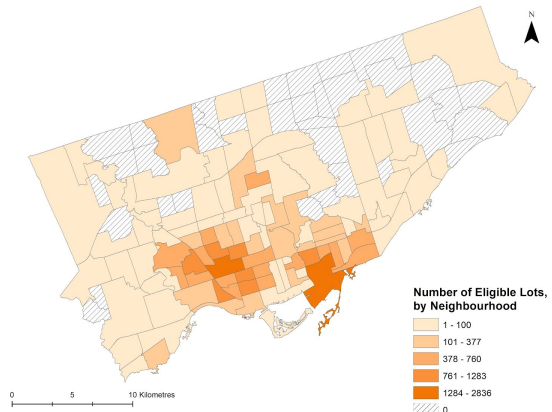 N
Number of Eligible Lots,
by Neighbourhood
1 - 100
101 - 377
378 - 760
761 - 1283
1284 - 2836
0
0 5 10 Kilometres